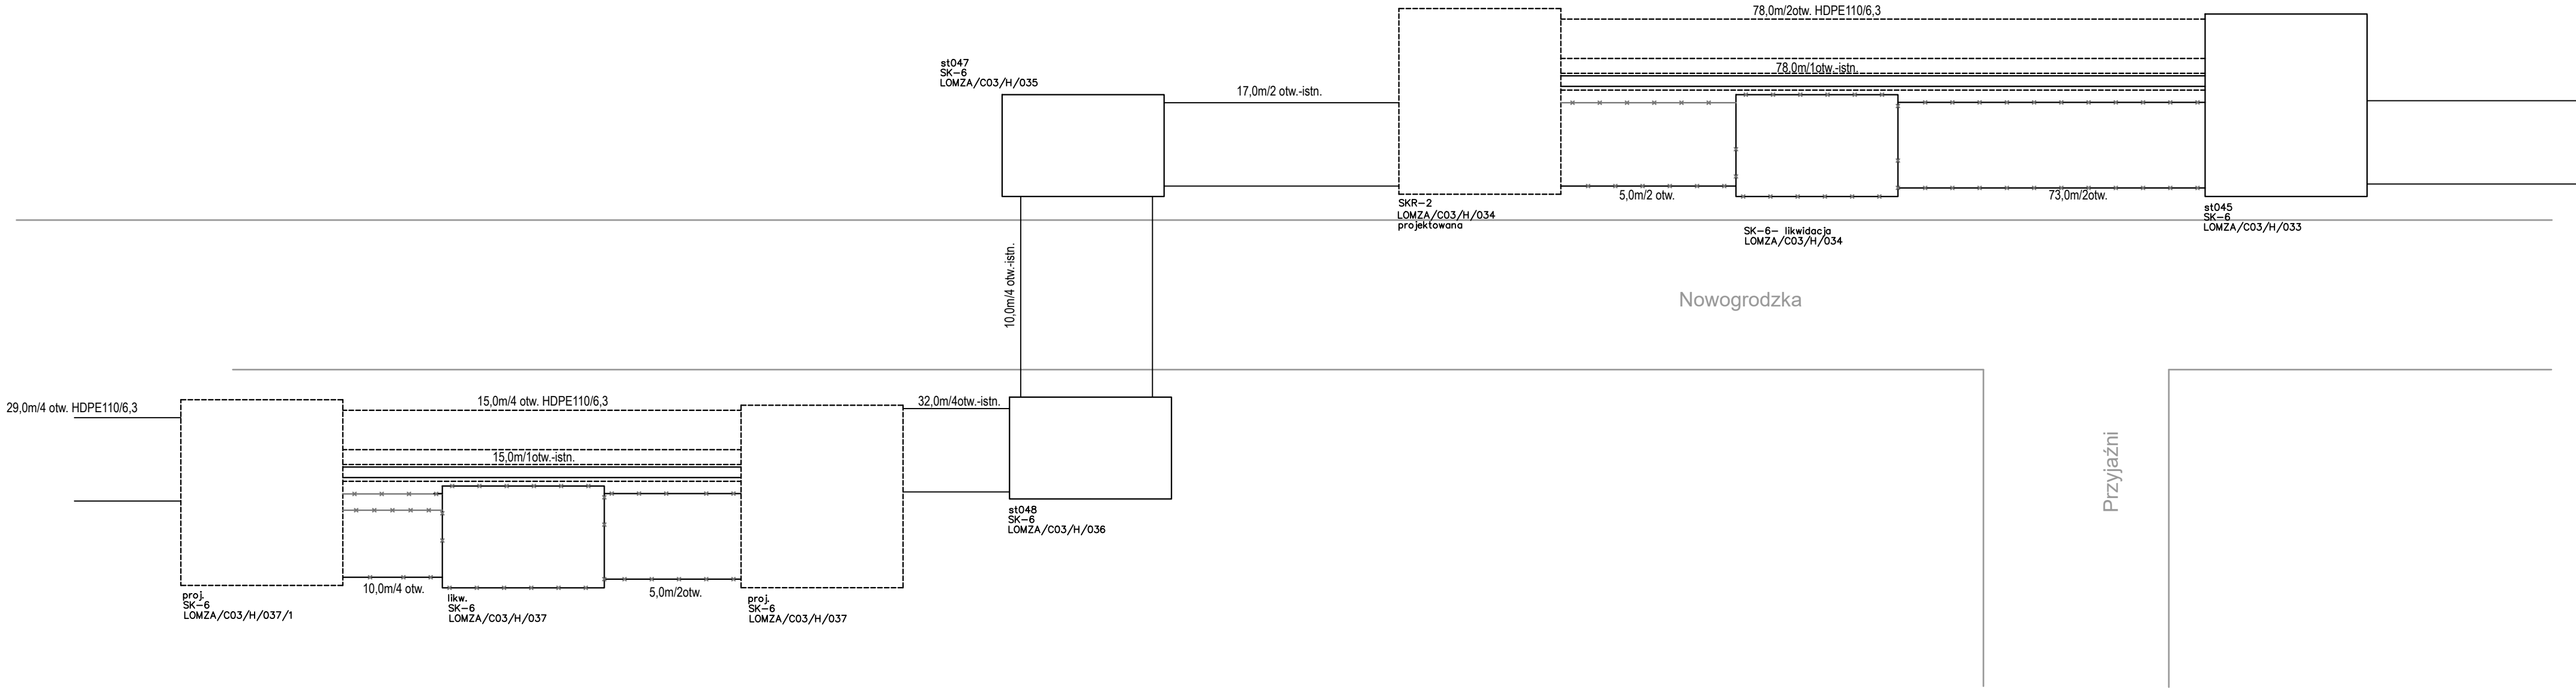 78,0m/2otw. HDPE110/6,3
st047
SK-6
LOMZA/C03/H/035
78,0m/1otw.-istn.
17,0m/2 otw.-istn.
5,0m/2 otw.
73,0m/2otw.
SKR-2
LOMZA/C03/H/034
projektowana
st045
SK-6
LOMZA/C03/H/033
SK-6- likwidacja
LOMZA/C03/H/034
10,0m/4 otw.-istn.
Nowogrodzka
29,0m/4 otw. HDPE110/6,3
15,0m/4 otw. HDPE110/6,3
32,0m/4otw.-istn.
15,0m/1otw.-istn.
Przyjaźni
st048
SK-6
LOMZA/C03/H/036
10,0m/4 otw.
5,0m/2otw.
proj.
SK-6
LOMZA/C03/H/037/1
likw.
SK-6
LOMZA/C03/H/037
proj.
SK-6
LOMZA/C03/H/037